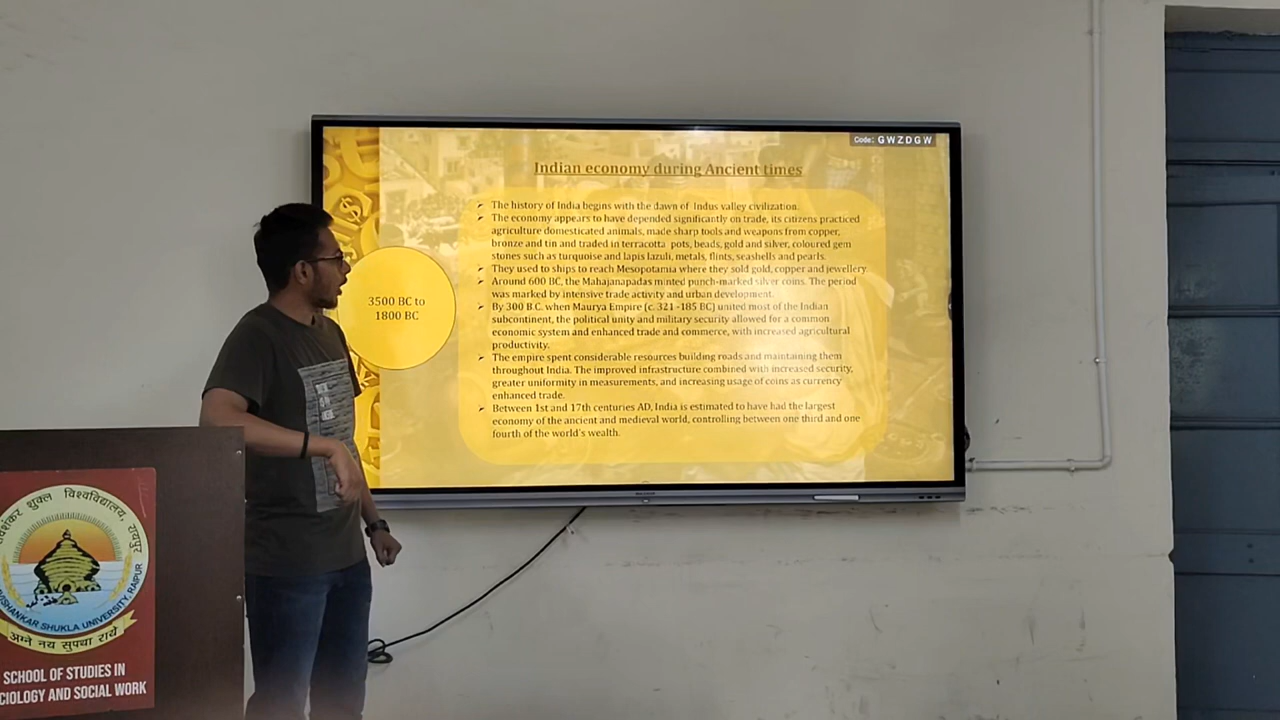 Code: GWZDGW
Indian economy during Ancient times
3500 BC to
1800 BC
➢ The history of India begins with the dawn of Indus valley civilization.
➢ The economy appears to have depended significantly on trade, its citizens practiced
agriculture domesticated animals, made sharp tools and weapons from copper,
bronze and tin and traded in terracotta pots, beads, gold and silver, coloured gem
stones such as turquoise and lapis lazuli, metals, flints, seashells and pearls.
➢ They used to ships to reach Mesopotamia where they sold gold, copper and jewellery.
➢ Around 600 BC, the Mahajanapadas minted punch-marked silver coins. The period
was marked by intensive trade activity and urban development.
➢ By 300 B.C. when Maurya Empire (c. 321 -185 BC) united most of the Indian
subcontinent, the political unity and military security allowed for a common
economic system and enhanced trade and commerce, with increased agricultural
productivity.
➢ The empire spent considerable resources building roads and maintaining them
throughout India. The improved infrastructure combined with increased security,
greater uniformity in measurements, and increasing usage of coins as currency
enhanced trade.
➢ Between 1st and 17th centuries AD, India is estimated to have had the largest
economy of the ancient and medieval world, controlling between one third and one
fourth of the world's wealth.
शुक्ल विश्वविद्यालय, रायपुर
SHANKAR SHUKLA UNIVERSITY, RAIPUR
अग्ने नय सुपथा राये
SCHOOL OF STUDIES IN
CIOLOGY AND SOCIAL WORK